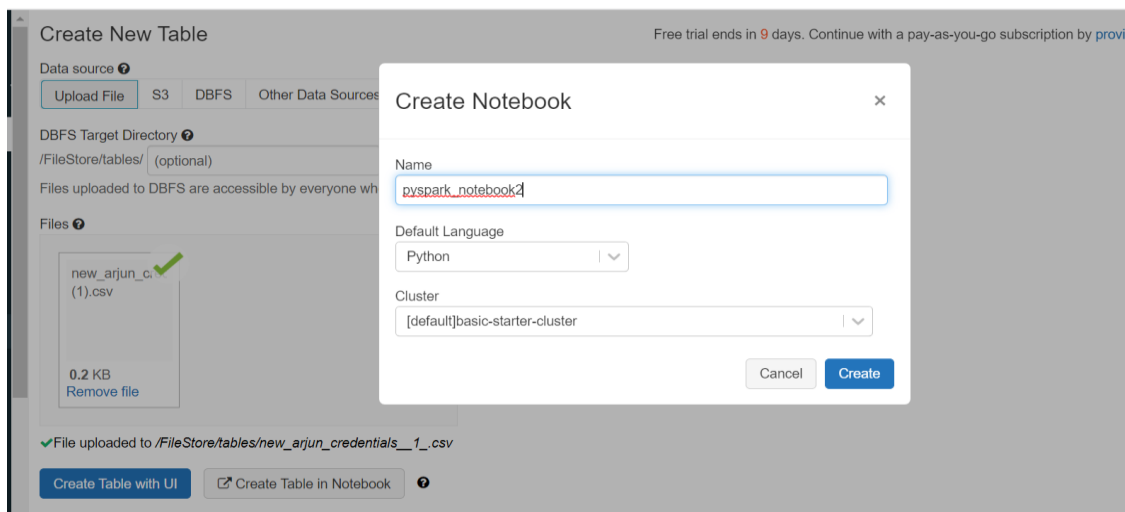 Create New Table
Free trial ends in 9 days. Continue with a pay-as-you-go subscription by
Data source
Upload File S3 DBFS Other Data Sources
DBFS Target Directory
/FileStore/tables/ (optional)
Files uploaded to DBFS are accessible by everyone
Files
new_arjun_c
(1).csv
0.2 KB
Remove file
File uploaded to /FileStore/tables/new_arjun_credentials__1_.csv
Create Table with UI
Create Table in Notebook
Create Notebook
×
Name
pyspark_notebook2
Default Language
Python
Cluster
[default]basic-starter-cluster
Cancel
Create